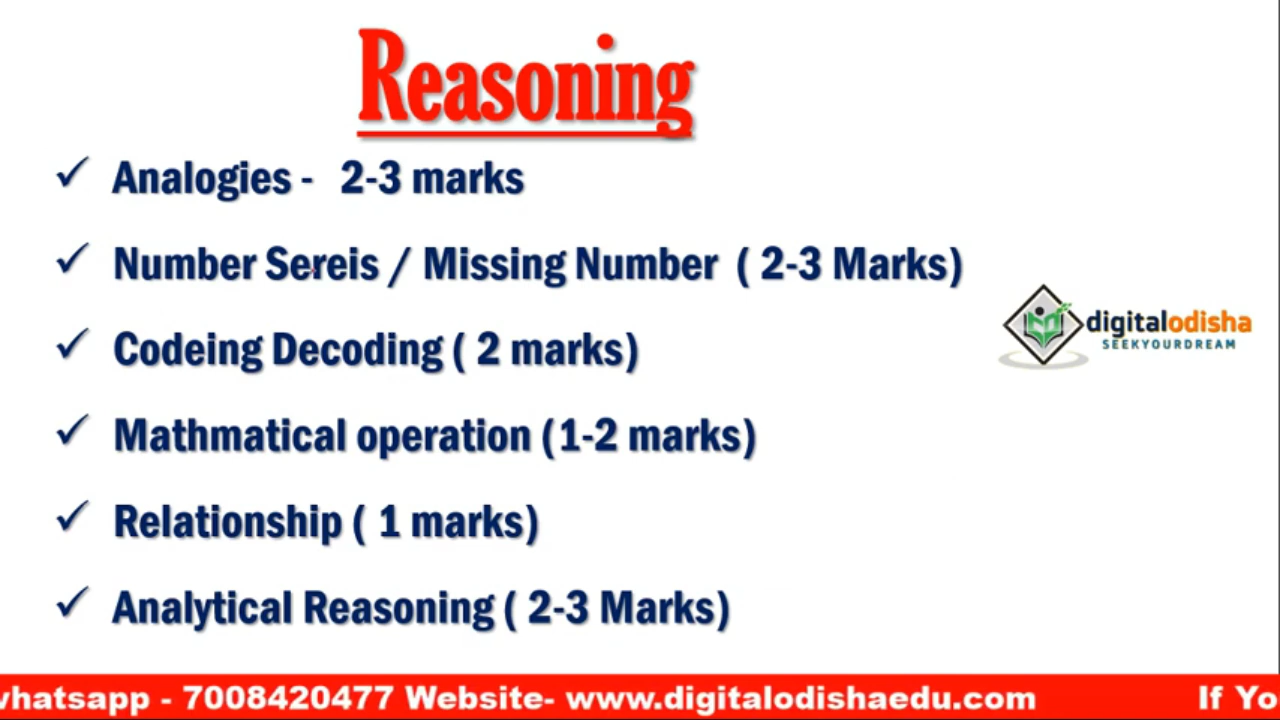 Reasoning
✓ Analogies - 2-3 marks
✓ Number Sereis / Missing Number ( 2-3 Marks)
digitalodisha
SEEKYOURDREAM
✓ Codeing Decoding ( 2 marks)
✓ Mathmatical operation (1-2 marks)
✓ Relationship ( 1 marks)
✓ Analytical Reasoning ( 2-3 Marks)
whatsapp - 7008420477 Website- www.digitalodishaedu.com If Yo